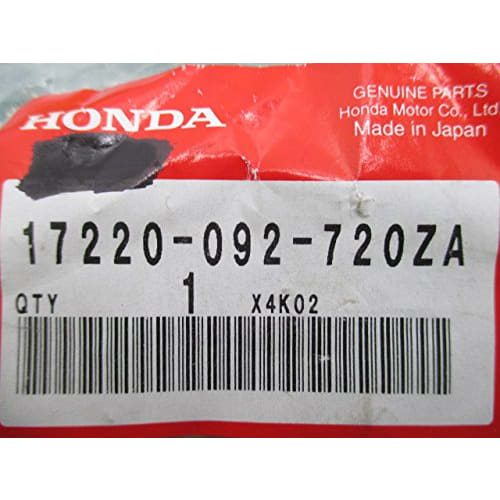 HONDA
GENUINE PARTS
Honda Motor Co., Ltd
Made in Japan
17220-092-720ZA
QTY 1 X4K02